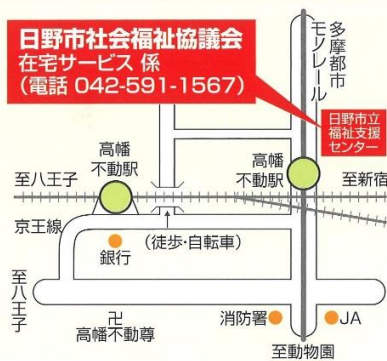 日野市社会福祉協議会
在宅サービス 係
(電話 042-591-1567)
多摩都市
モノレール
日野市立
福祉支援
センター
高幡
不動駅
高幡
不動駅
至八王子
至新宿
京王線
(徒歩・自転車)
銀行
至八王子
卍
高幡不動尊
消防署
JA
至動物園